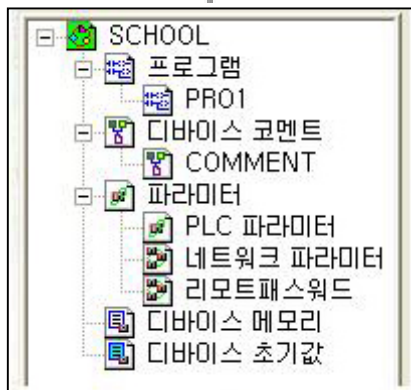 SCHOOL
프로그램
PRO1
디바이스 코멘트
COMMENT
파라미터
PLC 파라미터
네트워크 파라미터
리모트패스워드
디바이스 메모리
디바이스 초기값